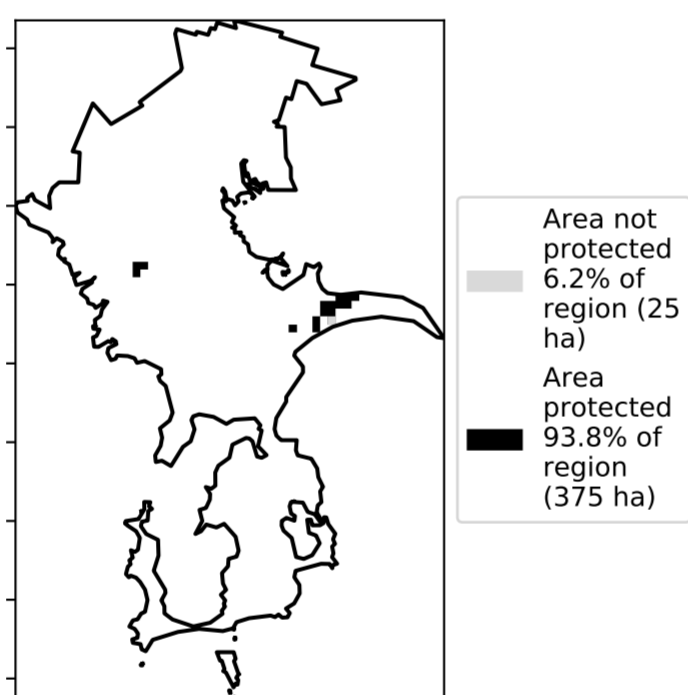 Area not
protected
6.2% of
region (25
ha)
Area
protected
93.8% of
region
(375 ha)